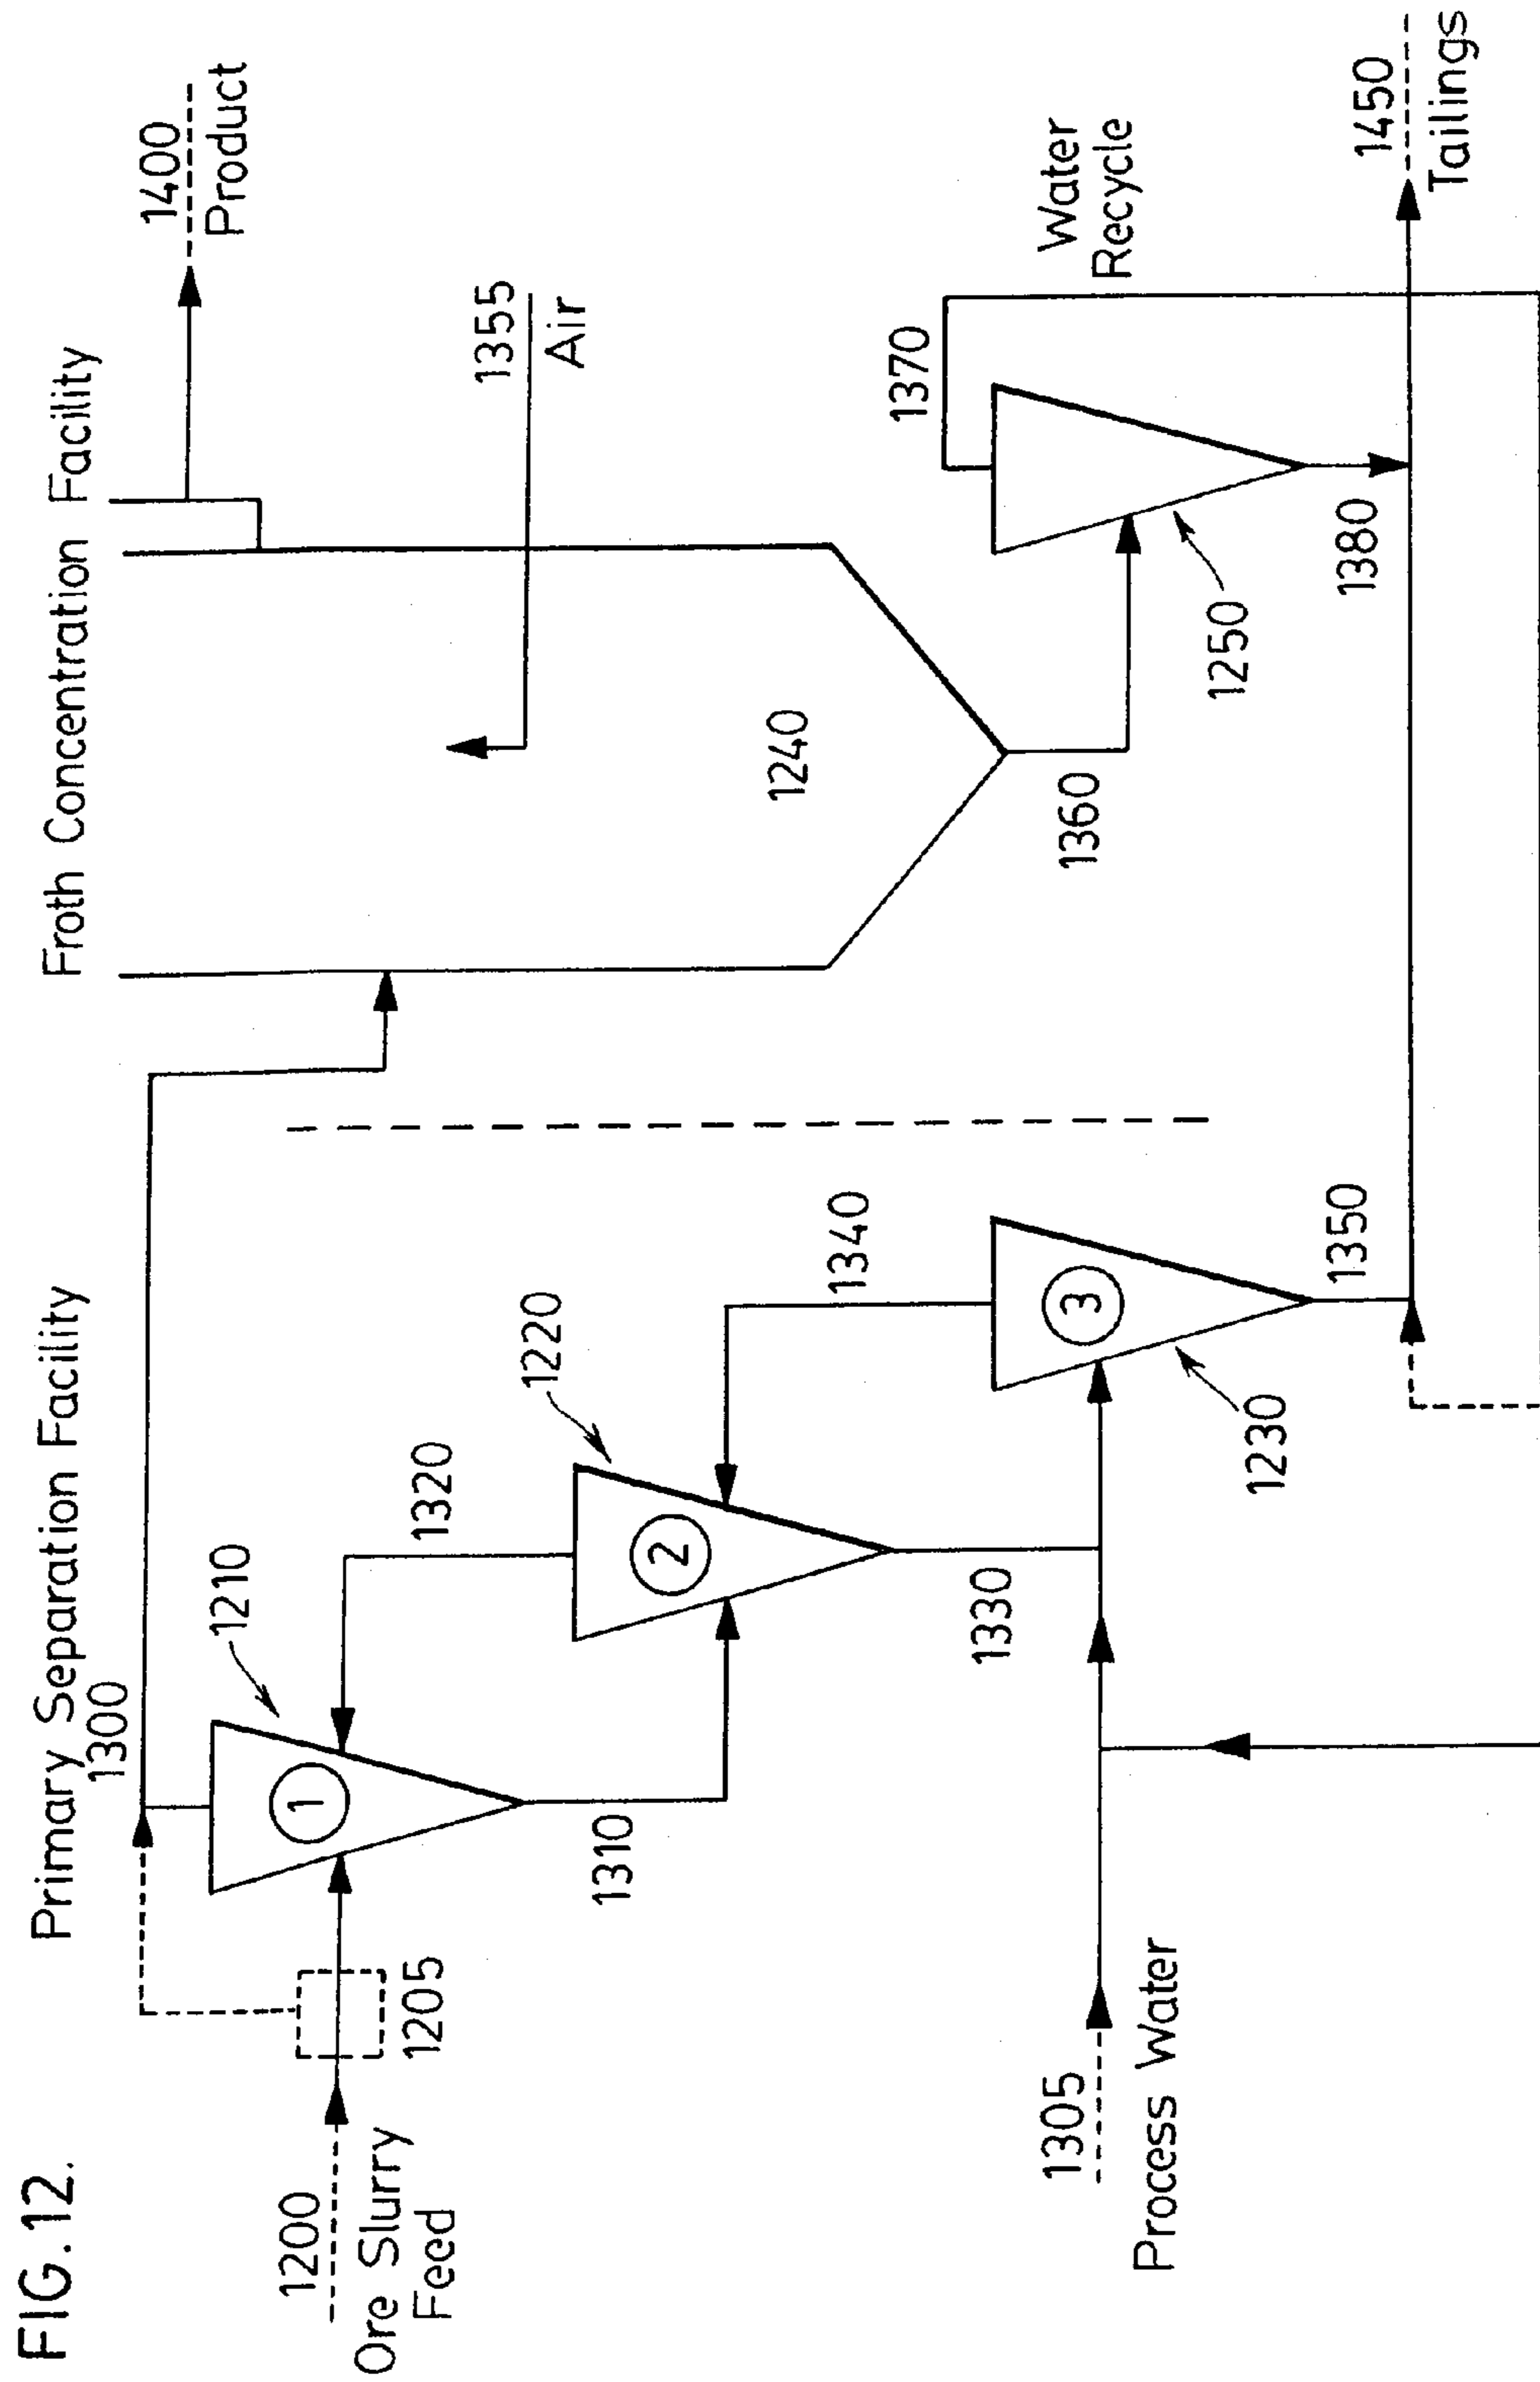 FIG.12.
Primary Separation Facility
Froth Concentration Facility
1300
1400
Product
1210
1200
Ore Slurry
Feed
1205
1320
1220
1355
Air
1310
1240
1340
1370
Water
Recycle
1330
1360
1305
Process Water
1230
1250
1350
1380
1450
Tailings
1
2
3